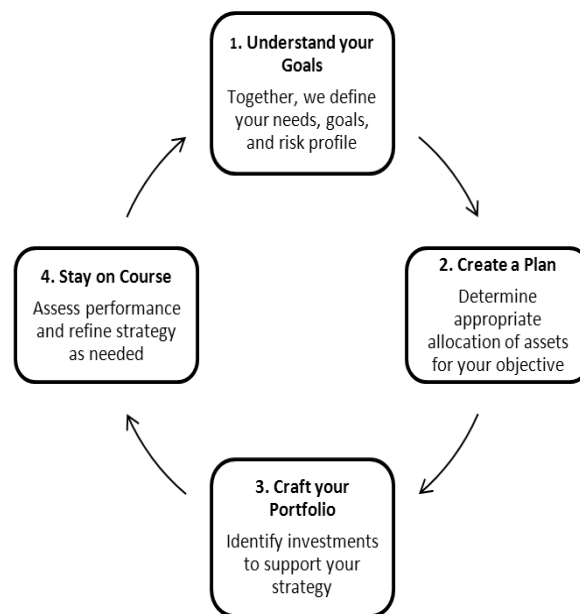 1. Understand your
Goals
Together, we define
your needs, goals,
and risk profile
2. Create a Plan
Determine
appropriate
allocation of assets
for your objective
3. Craft your
Portfolio
Identify investments
to support your
strategy
4. Stay on Course
Assess performance
and refine strategy
as needed